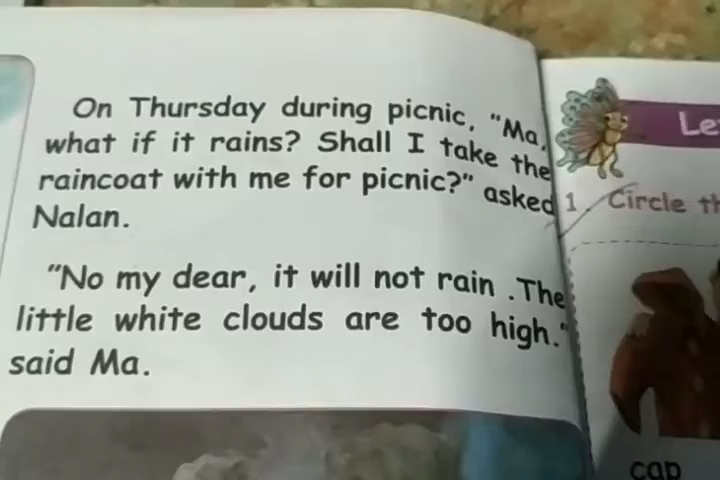 On Thursday during picnic, "Ma,
what if it rains? Shall I take the
raincoat with me for picnic?" asked
Nalan.
"No my dear, it will not rain .The
little white clouds are too high."
said Ma.
1. Circle
cap